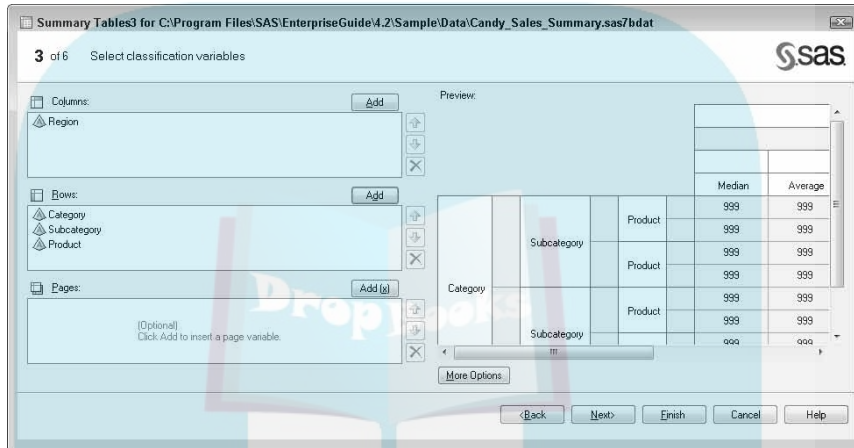 Summary Tables3 for C:\Program Files\SAS\EnterpriseGuide\4.2\Sample\Data\Candy_Sales_Summary.sas7bdat
3 of 6 Select classification variables
sas
Columns: Add
Region
Rows: Add
Category
Subcategory
Product
Pages: Add (x)
(Optional)
Click Add to insert a page variable.
Preview:
Median Average
Category
Subcategory
Product
999 999
999 999
Product
999 999
999 999
Subcategory
Product
999 999
999 999
999 999
More Options
<Back Next> Finish Cancel Help
DropBooks